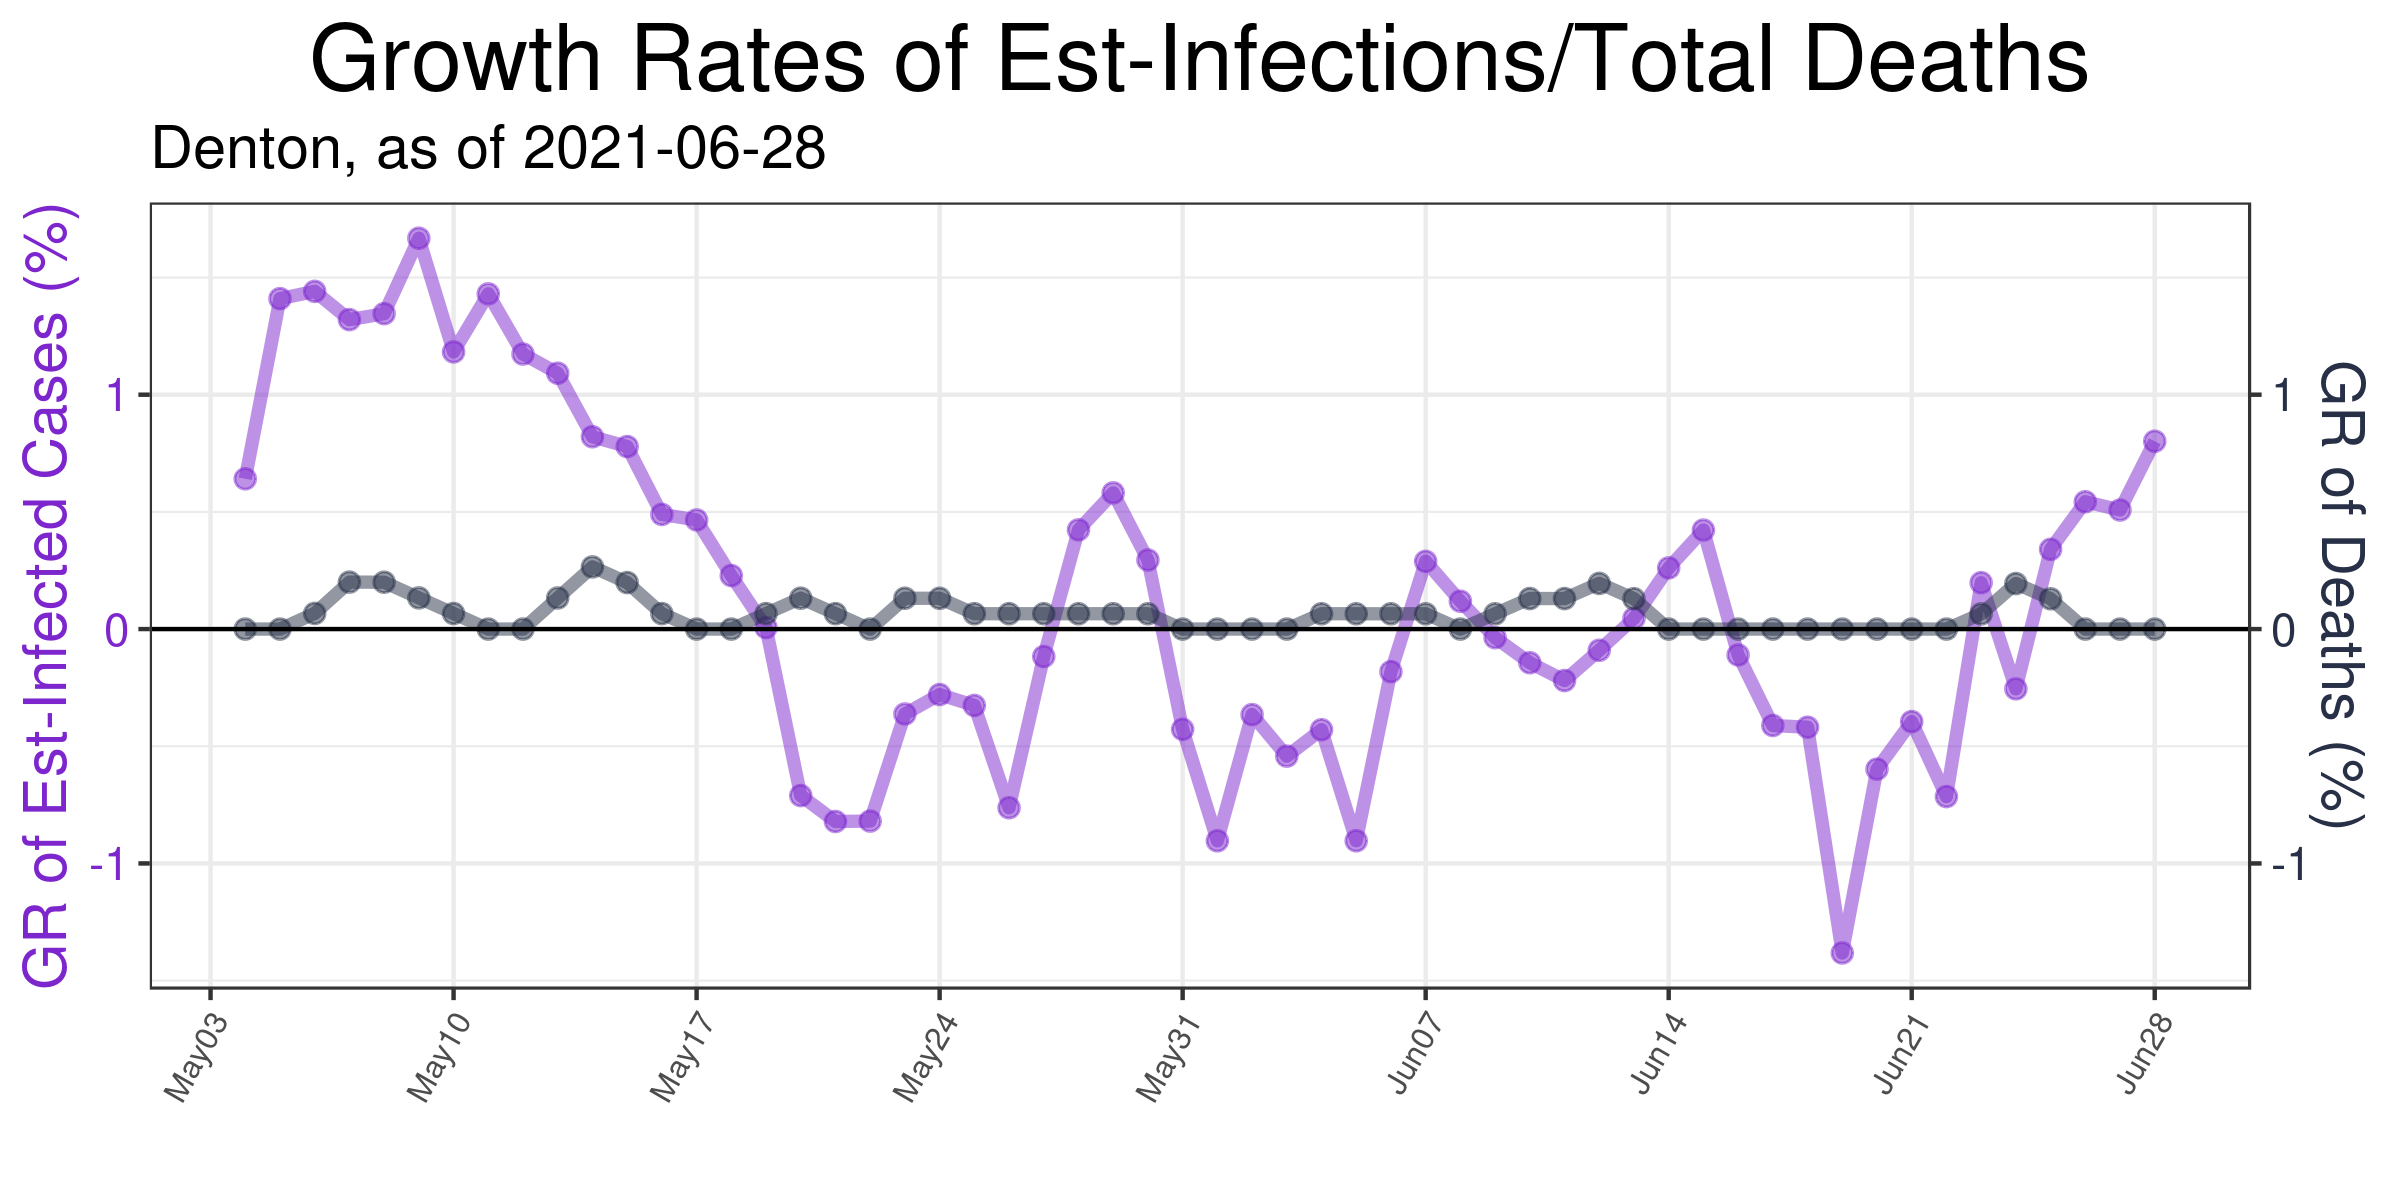 Growth Rates of Est-Infections/Total Deaths
Denton, as of 2021-06-28
GR of Est-Infected Cases (%)
1
0
-1
1
0
-1
GR of Deaths (%)
May03
May10
May17
May24
May31
Jun07
Jun14
Jun21
Jun28